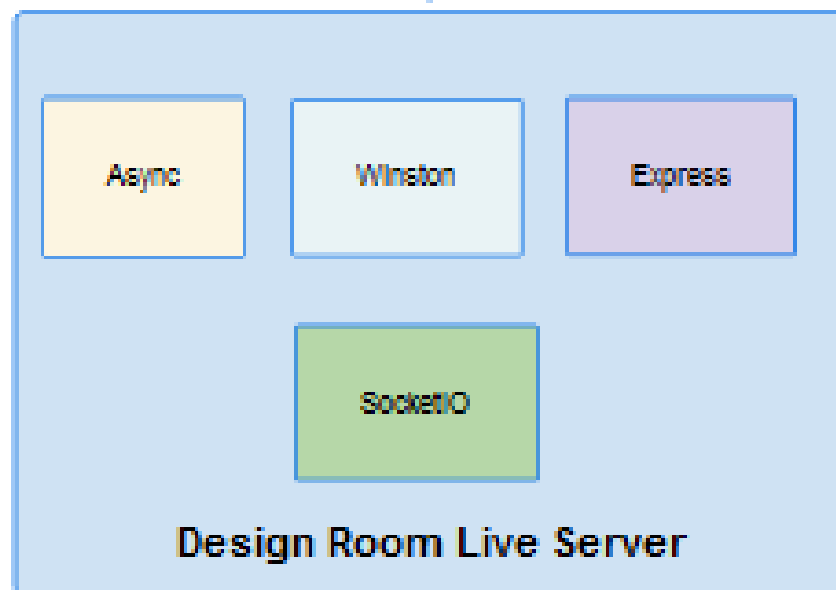 Async
Winston
Express
SocketIO
Design Room Live Server